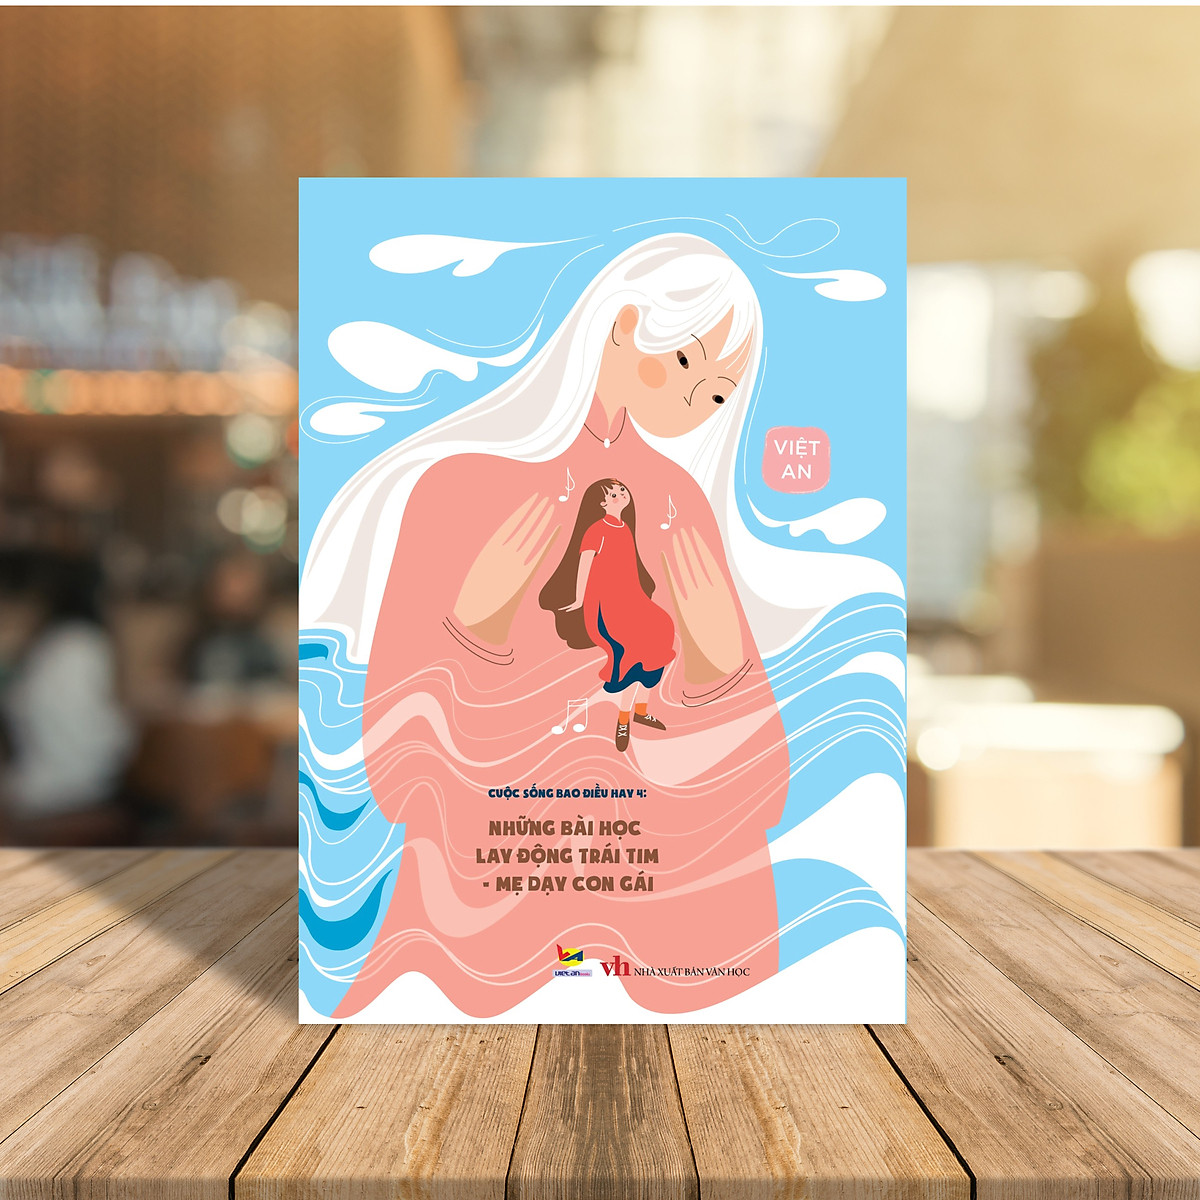 VIỆT
AN
CUỘC SỐNG BAO ĐIỀU HAY 4:
NHỮNG BÀI HỌC
LAY ĐỘNG TRÁI TIM
- MẸ DẠY CON GÁI
vietanbooks
vh NHÀ XUẤT BẢN VĂN HỌC